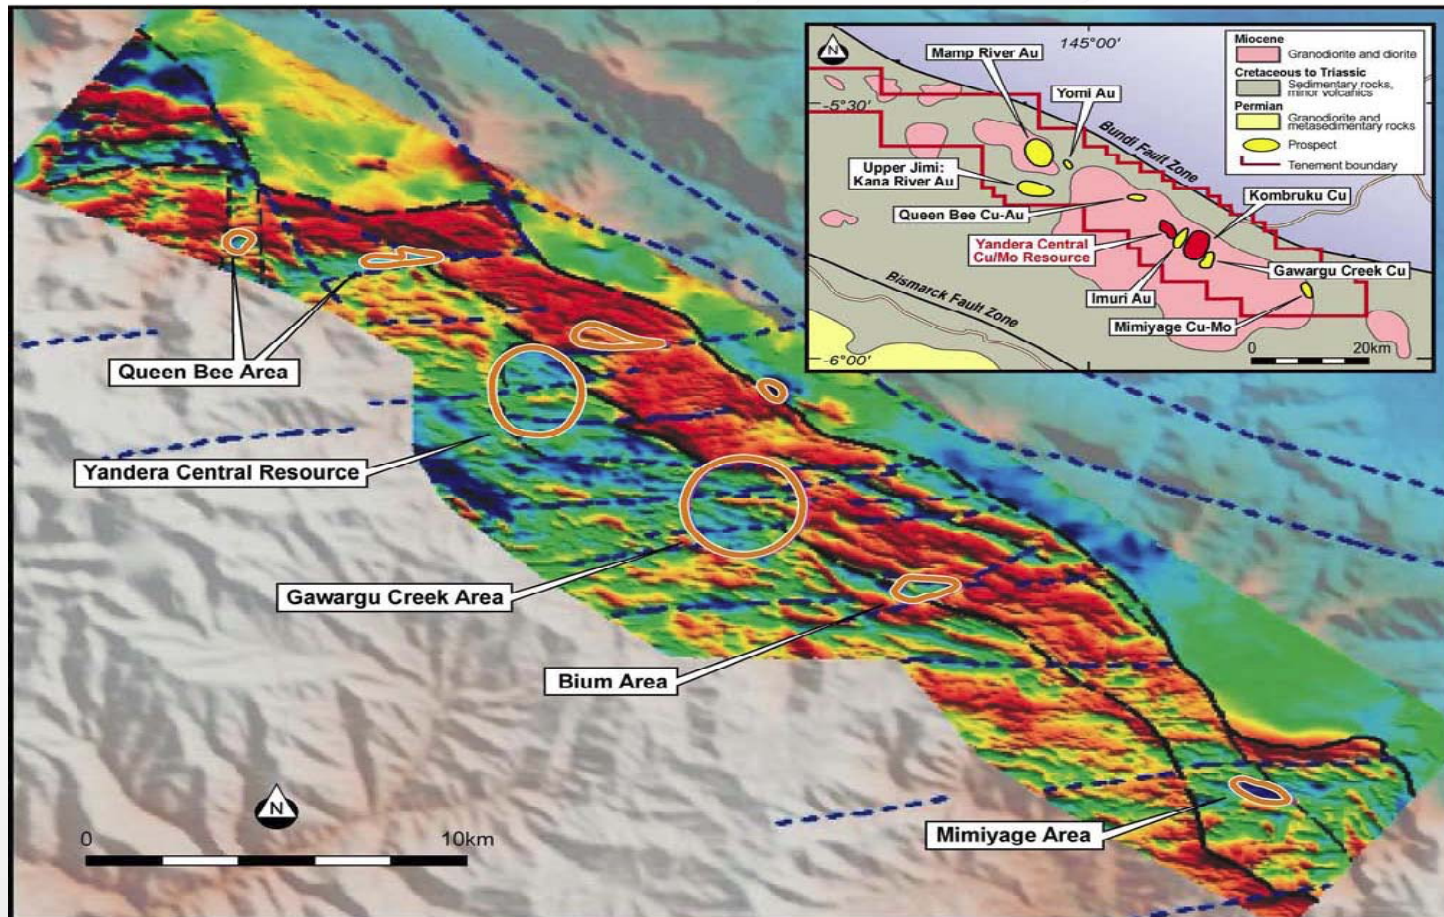 145°00'
-5°30'
-6°00'
N
Mamp River Au
Yomi Au
Bundi Fault Zone
Upper Jimi:
Kana River Au
Queen Bee Cu-Au
Kombruku Cu
Yandera Central
Cu/Mo Resource
Gawargu Creek Cu
Imuri Au
Mimiyage Cu-Mo
Bismarck Fault Zone
0 20km
Miocene
Granodiorite and diorite
Cretaceous to Triassic
Sedimentary rocks,
minor volcanics
Permian
Granodiorite and
metasedimentary rocks
Prospect
Tenement boundary
Queen Bee Area
Yandera Central Resource
Gawargu Creek Area
Bium Area
Mimiyage Area
N
0 10km